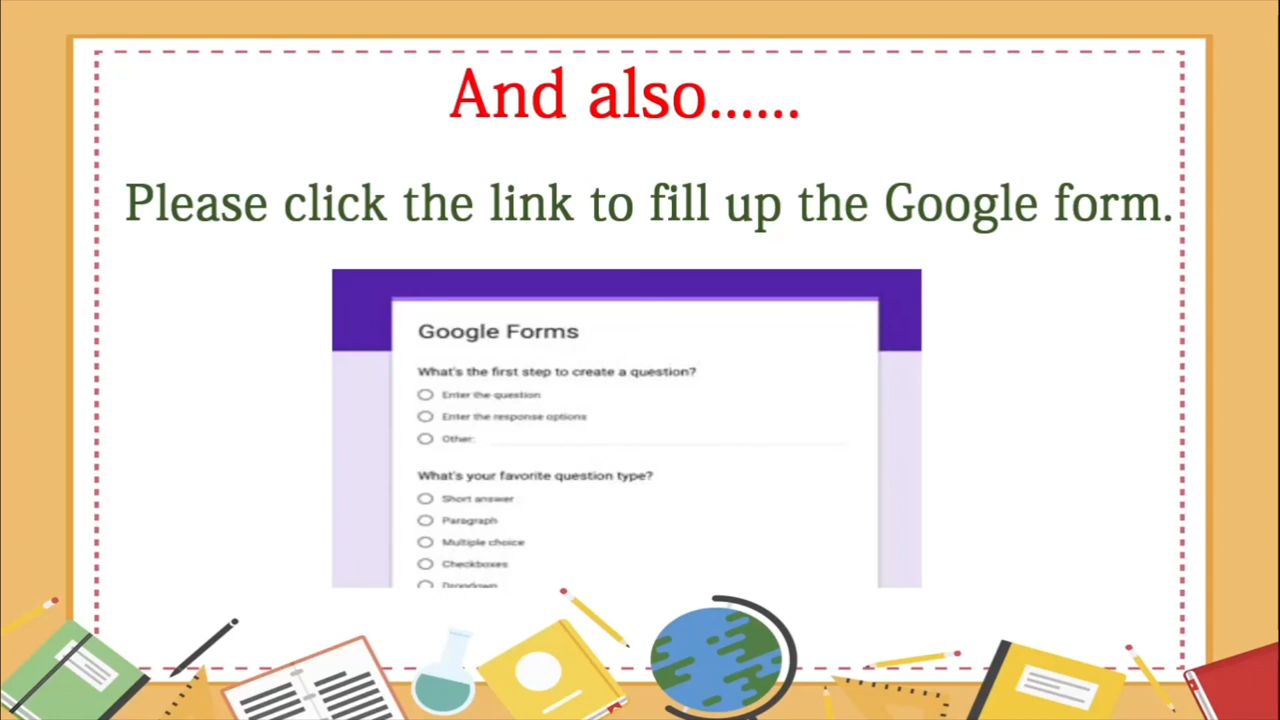 And also......
Please click the link to fill up the Google form.
Google Forms
What's the first step to create a question?
Enter the question
Enter the response options
Other:
What's your favorite question type?
Short answer
Paragraph
Multiple choice
Checkboxes
Dropdown